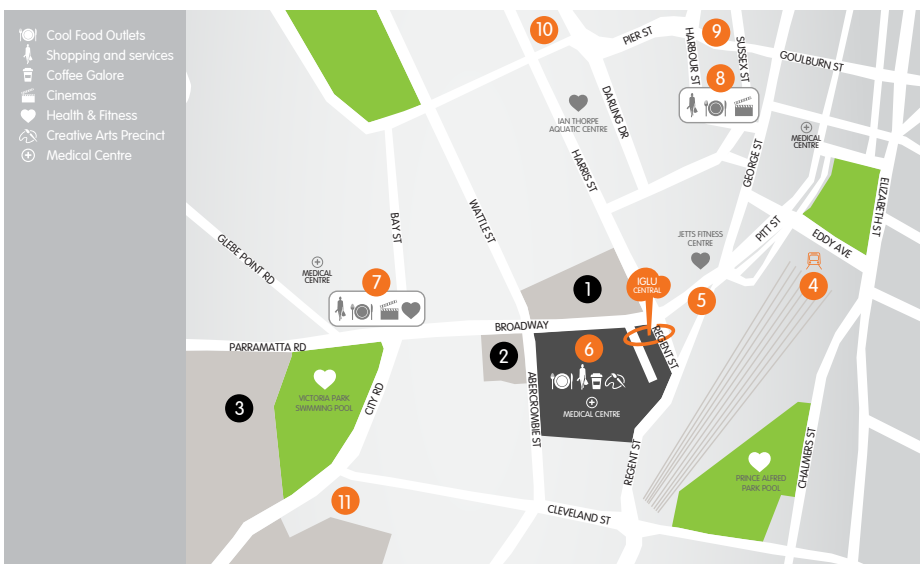 Cool Food Outlets
Shopping and services
Coffee Galore
Cinemas
Health & Fitness
Creative Arts Precinct
Medical Centre
10
PIER ST
HARBOUR ST
9
SUSSEX ST
GOULBURN ST
8
DARLING DR
IAN THORPE
AQUATIC CENTRE
MEDICAL
CENTRE
HARRIS ST
GEORGE ST
ELIZABETH ST
WATTLE ST
BAY ST
PITT ST
EDDY AVE
GLEBE POINT RD
JETTS FITNESS
CENTRE
MEDICAL
CENTRE
7
1
IGLU
CENTRAL
5
4
BROADWAY
REGENT ST
PARRAMATTA RD
2
6
3
VICTORIA PARK
SWIMMING POOL
CITY RD
ABERCROMBIE ST
MEDICAL CENTRE
REGENT ST
CHALMERS ST
PRINCE ALFRED
PARK POOL
11
CLEVELAND ST